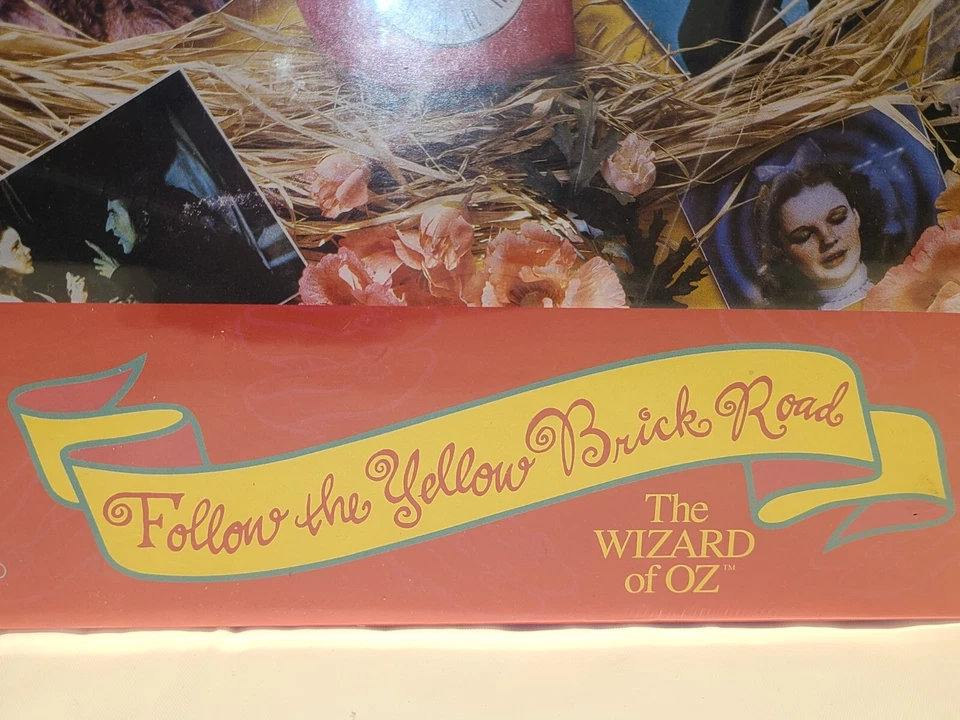 Follow the Yellow Brick Road
The
WIZARD
of OZ™